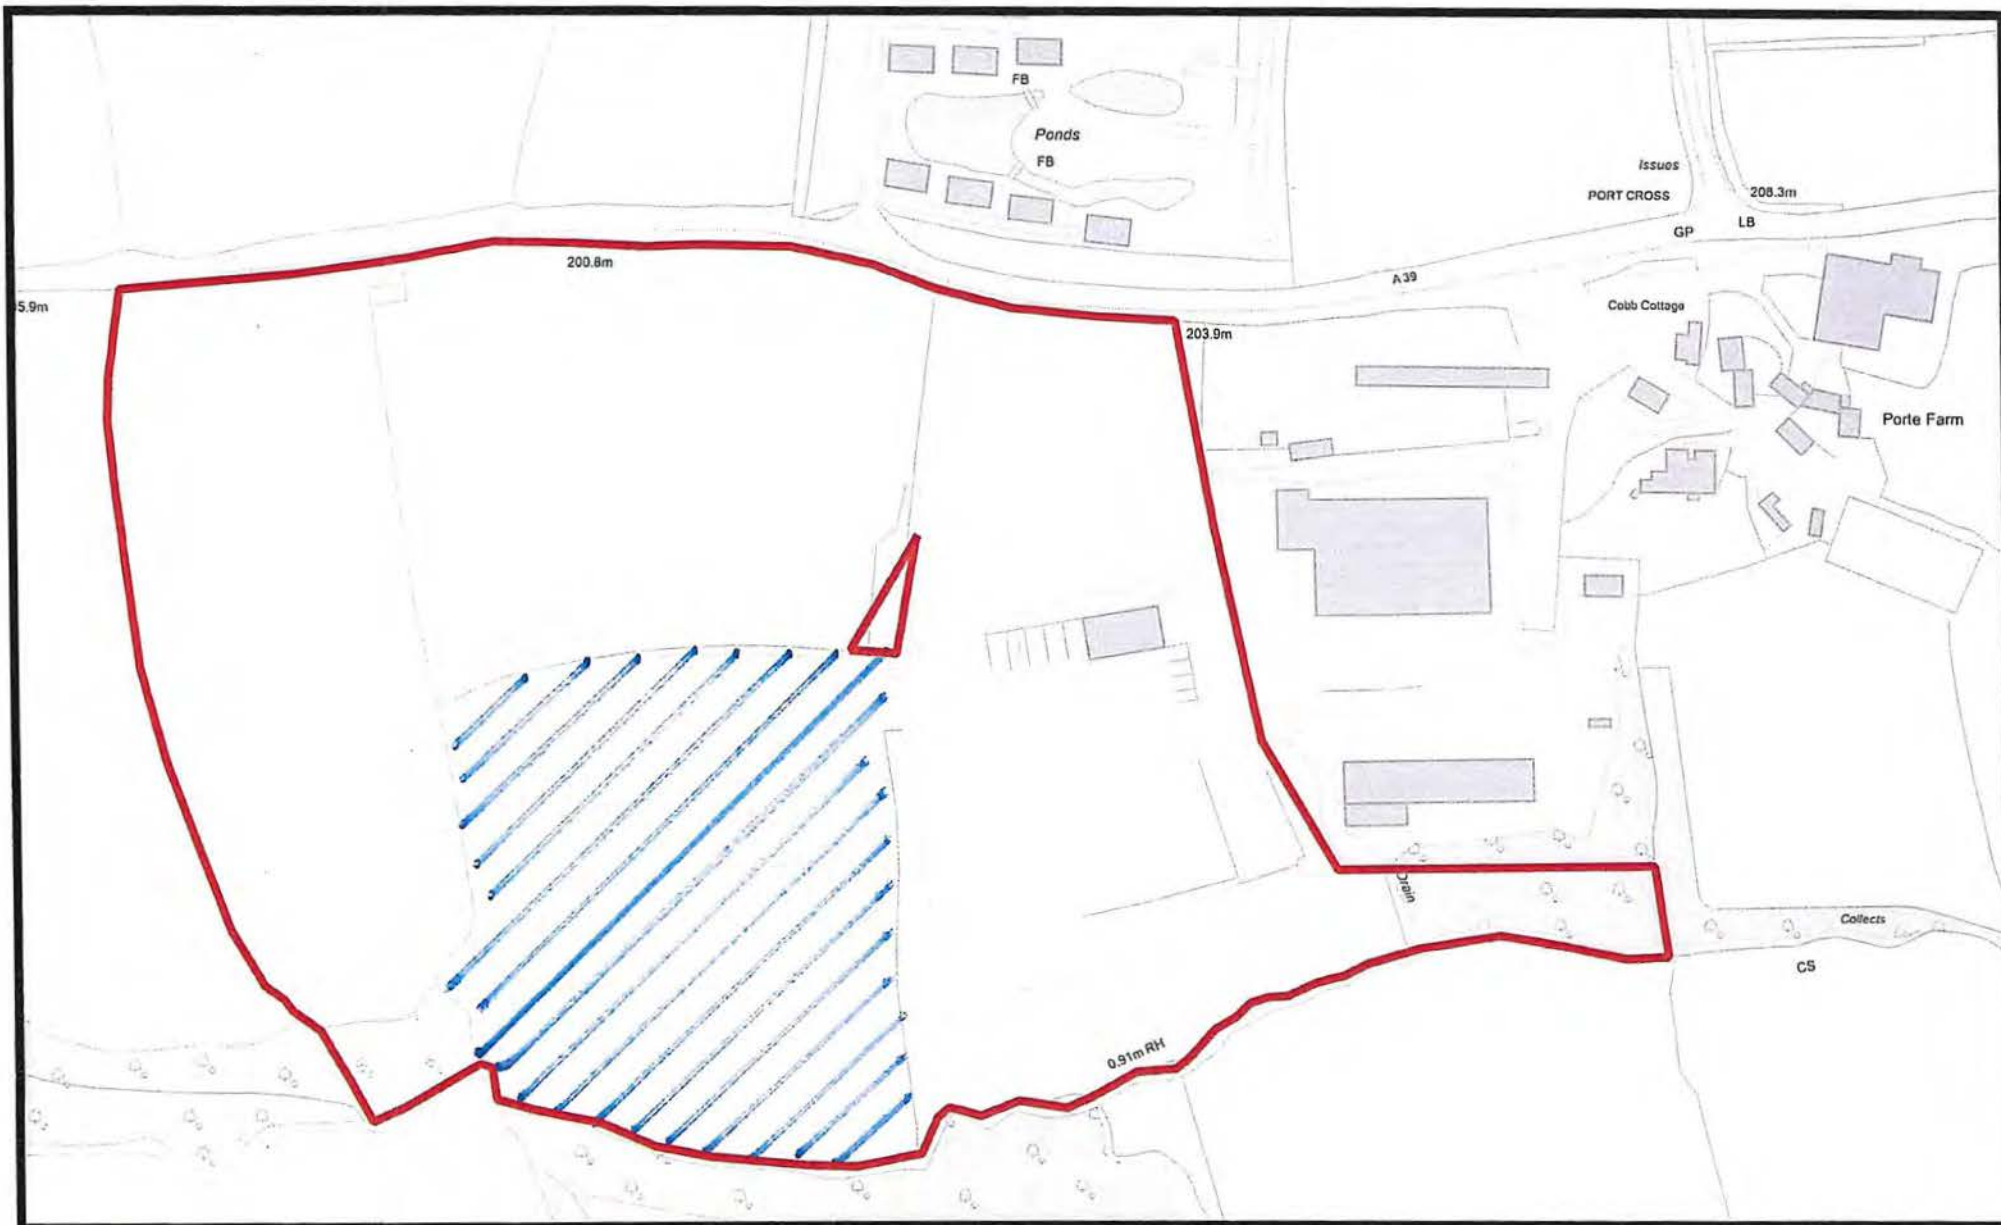 FB
Ponds
FB
Issues
PORT CROSS
208.3m
LB
GP
200.8m
A39
5.9m
Cobb Cottage
203.9m
Porte Farm
Drain
Collects
CS
0.91m RH